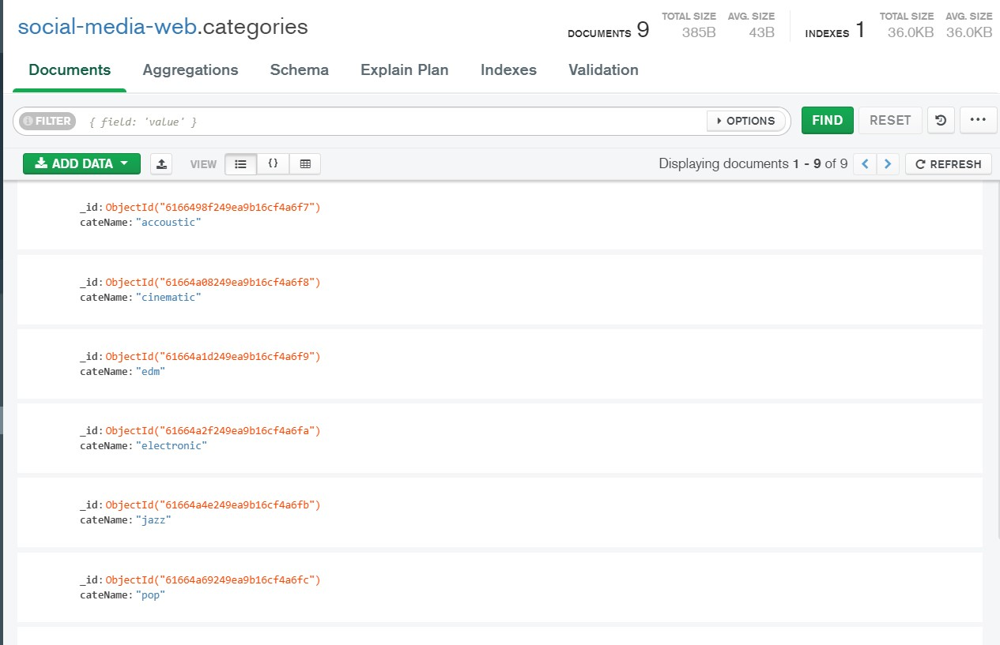 social-media-web.categories
DOCUMENTS 9 TOTAL SIZE 385B AVG. SIZE 43B INDEXES 1 TOTAL SIZE 36.0KB AVG. SIZE 36.0KB
Documents Aggregations Schema Explain Plan Indexes Validation
FILTER { field: 'value' } OPTIONS FIND RESET ...
ADD DATA VIEW {} Displaying documents 1 - 9 of 9 < > REFRESH
_id: ObjectId("6166498f249ea9b16cf4a6f7")
cateName: "accoustic"
_id: ObjectId("61664a08249ea9b16cf4a6f8")
cateName: "cinematic"
_id: ObjectId("61664a1d249ea9b16cf4a6f9")
cateName: "edm"
_id: ObjectId("61664a2f249ea9b16cf4a6fa")
cateName: "electronic"
_id: ObjectId("61664a4e249ea9b16cf4a6fb")
cateName: "jazz"
_id: ObjectId("61664a69249ea9b16cf4a6fc")
cateName: "pop"